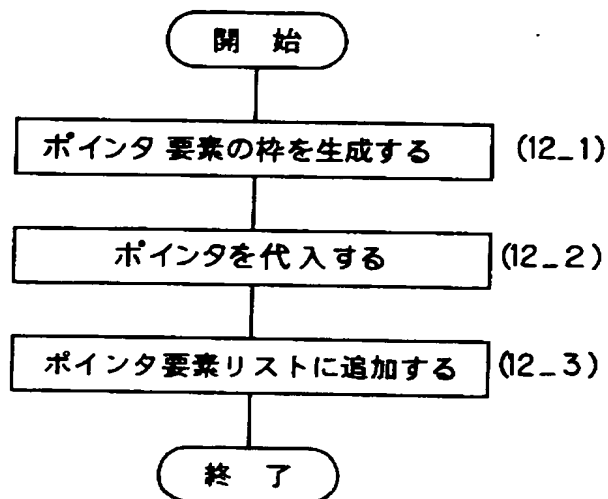 開 始
ポインタ要素の枠を生成する (12_1)
ポインタを代入する (12_2)
ポインタ要素リストに追加する (12_3)
終 了